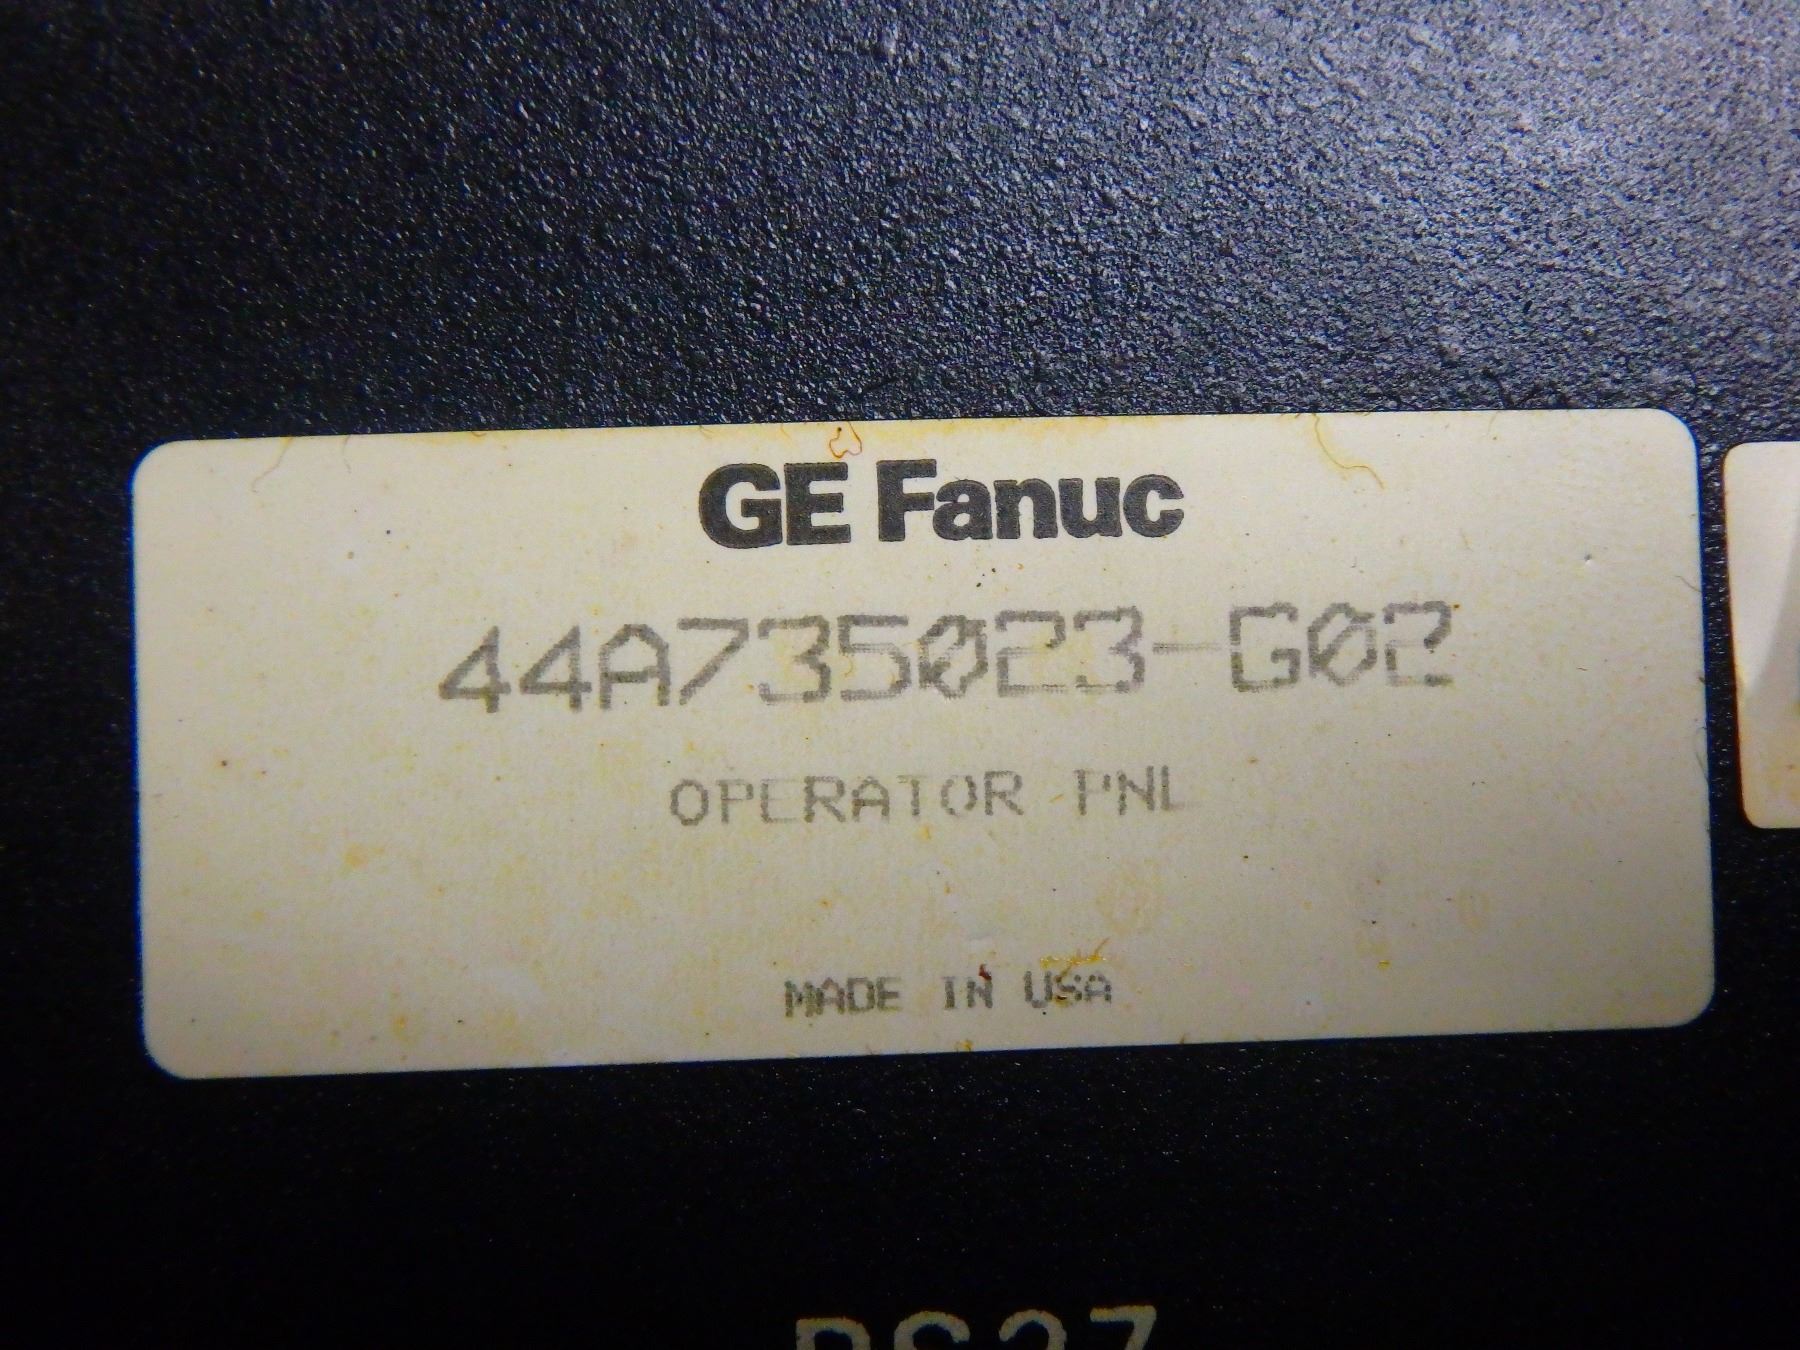 GE Fanuc
44A735023-G02
OPERATOR PNL
MADE IN USA